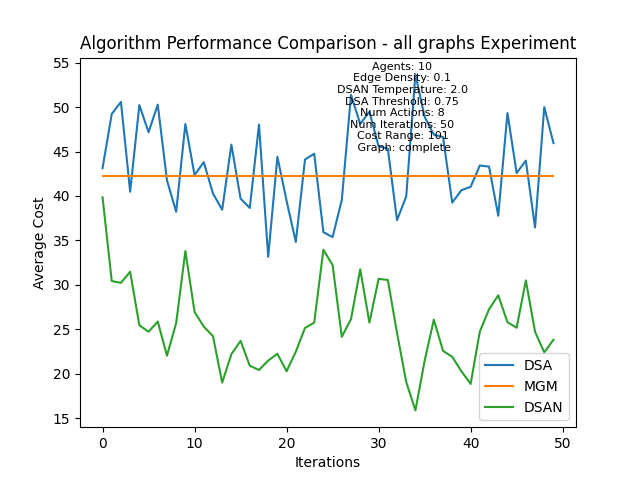 Algorithm Performance Comparison - all graphs Experiment
Agents: 10
Edge Density: 0.1
DSAN Temperature: 2.0
DSA Threshold: 0.75
Num Actions: 8
Num Iterations: 50
Cost Range: 101
Graph: complete
55
50
45
40
35
30
25
20
15
Average Cost
0
10
20
30
40
50
Iterations
DSA
MGM
DSAN